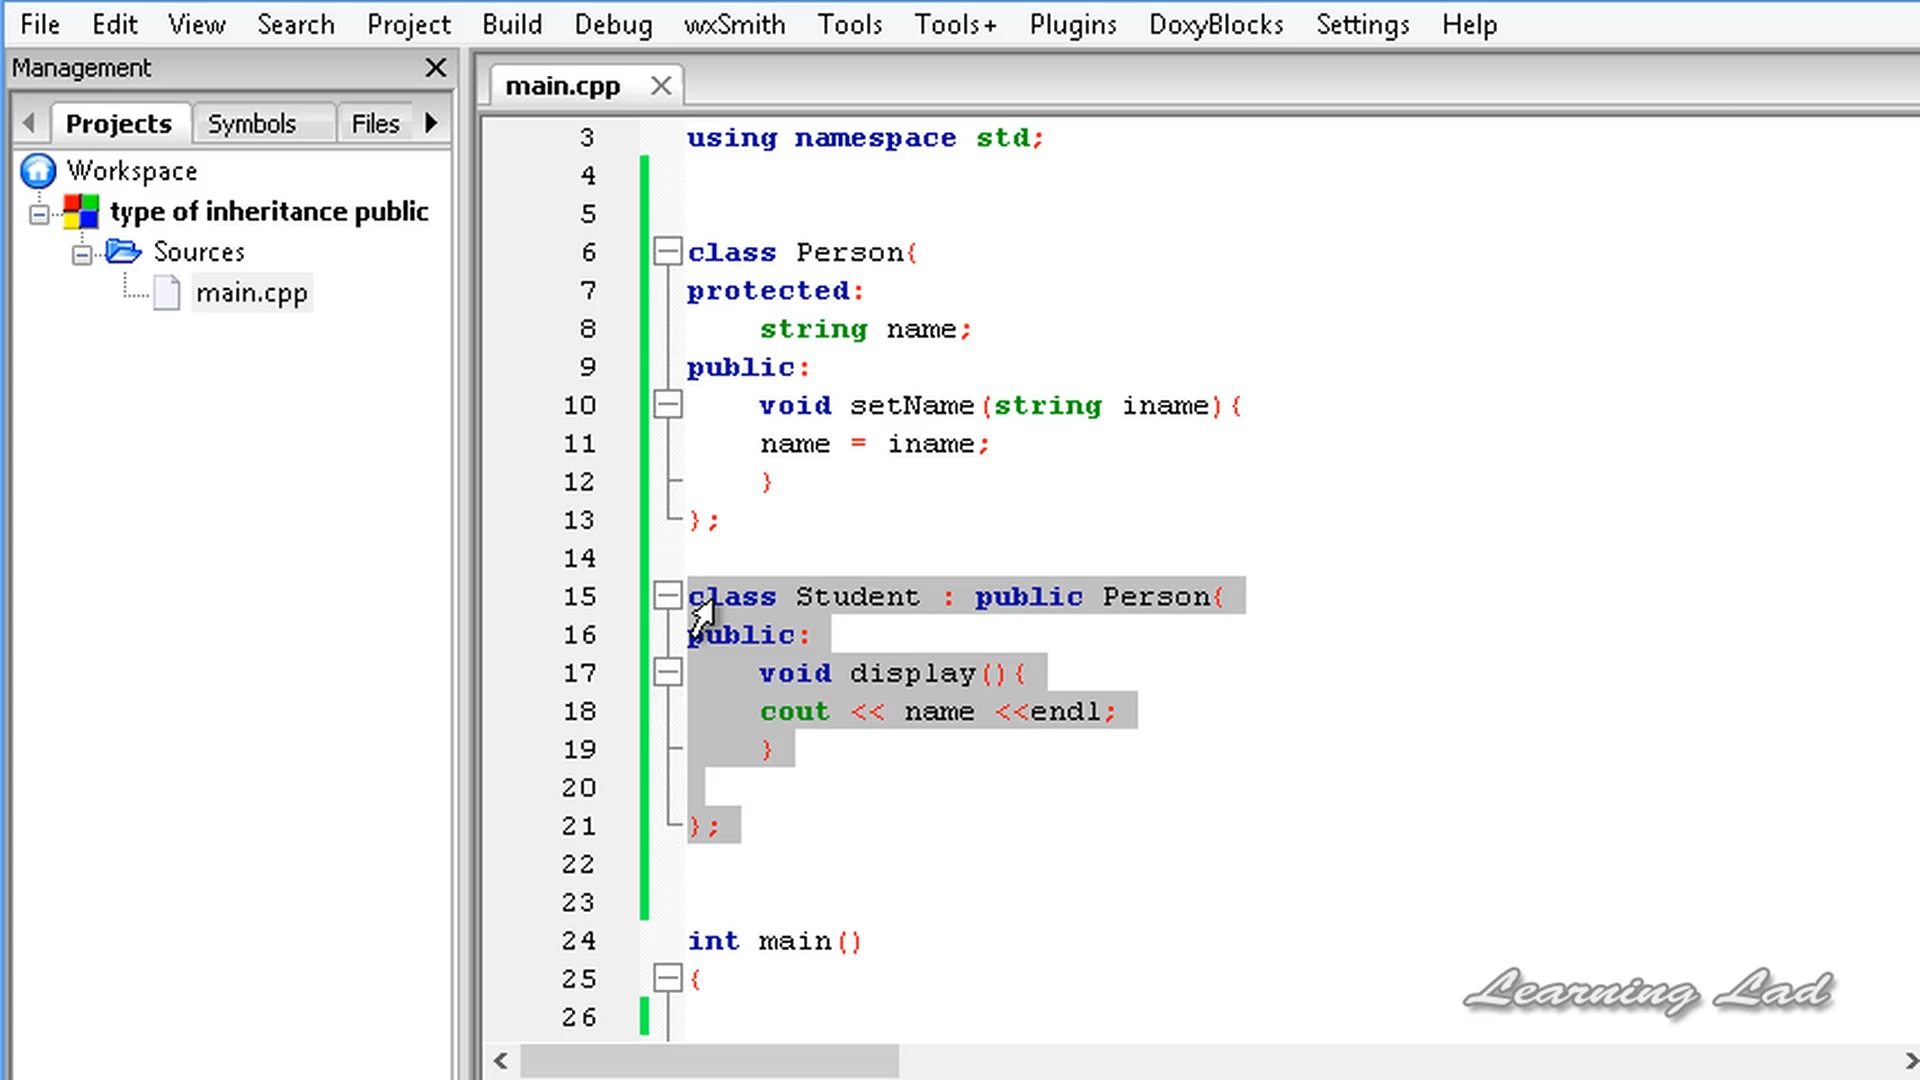 File Edit View Search Project Build Debug wxSmith Tools Tools+ Plugins DoxyBlocks Settings Help
Management
main.cpp
Projects Symbols Files
Workspace
type of inheritance public
Sources
main.cpp
3 using namespace std;
4
5
6 class Person{
7 protected:
8 string name;
9 public:
10 void setName(string iname){
11 name = iname;
12 }
13 };
14
15 class Student : public Person{
16 public:
17 void display(){
18 cout << name <<endl;
19 }
20
21 };
22
23
24 int main()
25 {
26
Learning Lad